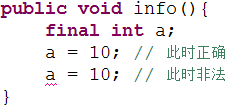 public void info(){
    final int a;
    a = 10; // 此时正确
    a = 10; // 此时非法
}